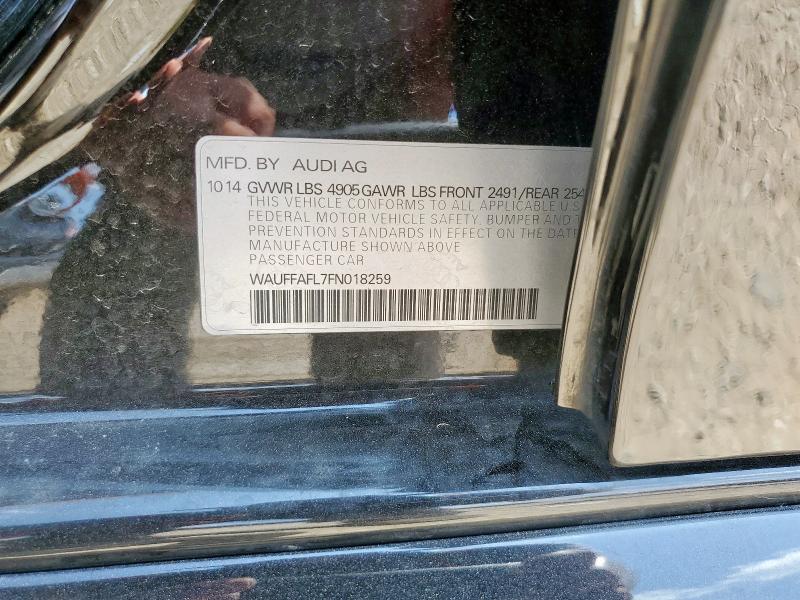 MFD. BY AUDI AG
10 14 GVWR LBS 4905 GAWR LBS FRONT 2491/REAR 254
THIS VEHICLE CONFORMS TO ALL APPLICABLE U.S
FEDERAL MOTOR VEHICLE SAFETY, BUMPER AND T
PREVENTION STANDARDS IN EFFECT ON THE DATE
MANUFACTURE SHOWN ABOVE
PASSENGER CAR
WAUFFAFL7FN018259